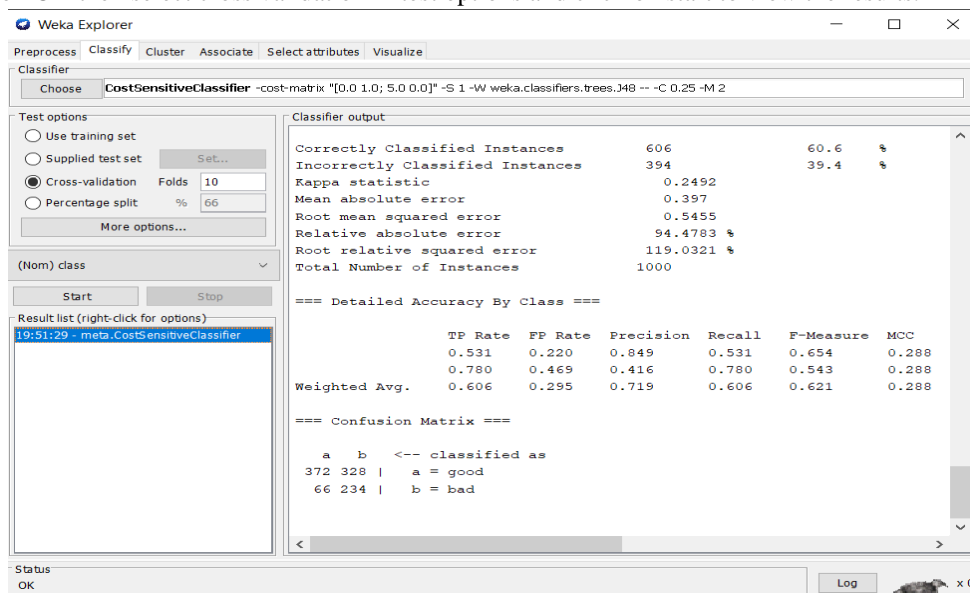 Weka Explorer
Preprocess Classify Cluster Associate Select attributes Visualize
Classifier
Choose CostSensitiveClassifier -cost-matrix "[0.0 1.0; 5.0 0.0]" -S 1 -W weka.classifiers.trees.J48 -- -C 0.25 -M 2
Test options
Use training set
Supplied test set Set...
Cross-validation Folds 10
Percentage split % 66
More options...
(Nom) class
Start Stop
Result list (right-click for options)
19:51:29 - meta.CostSensitiveClassifier
Classifier output
Correctly Classified Instances 606 60.6 %
Incorrectly Classified Instances 394 39.4 %
Kappa statistic 0.2492
Mean absolute error 0.397
Root mean squared error 0.5455
Relative absolute error 94.4783 %
Root relative squared error 119.0321 %
Total Number of Instances 1000
=== Detailed Accuracy By Class ===
TP Rate FP Rate Precision Recall F-Measure MCC
0.531 0.220 0.849 0.531 0.654 0.288
0.780 0.469 0.416 0.780 0.543 0.288
Weighted Avg. 0.606 0.295 0.719 0.606 0.621 0.288
=== Confusion Matrix ===
a b <-- classified as
372 328 | a = good
66 234 | b = bad
Status
OK
Log
x 0